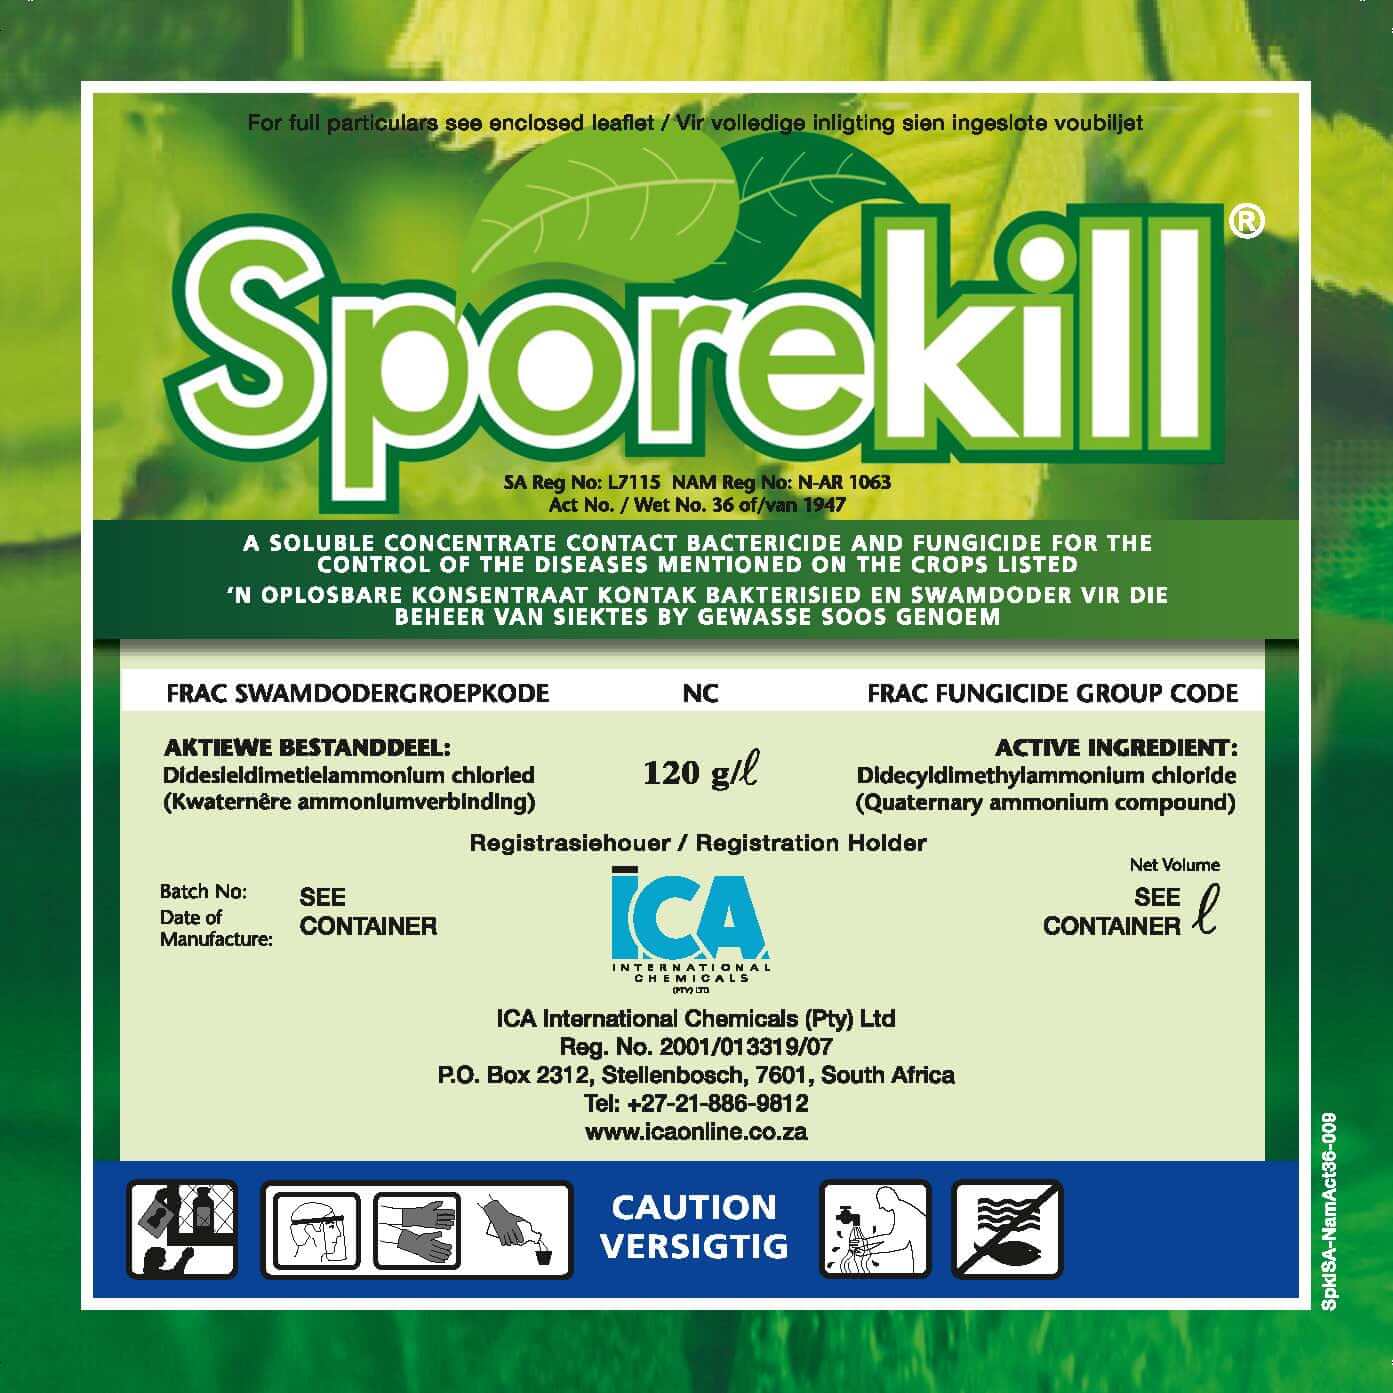 For full particulars see enclosed leaflet / Vir volledige inligting sien ingeslote voubiljet
Sporekill®
SA Reg No: L7115 NAM Reg No: N-AR 1063
Act No. / Wet No. 36 of/van 1947
A SOLUBLE CONCENTRATE CONTACT BACTERICIDE AND FUNGICIDE FOR THE
CONTROL OF THE DISEASES MENTIONED ON THE CROPS LISTED
'N OPLOSBARE KONSENTRAAT KONTAK BAKTERISIED EN SWAMDODER VIR DIE
BEHEER VAN SIEKTES BY GEWASSE SOOS GENOEM
FRAC SWAMDODERGROEPKODE NC FRAC FUNGICIDE GROUP CODE
AKTIEWE BESTANDDEEL: ACTIVE INGREDIENT:
Didesieldimetielammonium chloried 120 g/ℓ Didecyldimethylammonium chloride
(Kwaternêre ammoniumverbinding) (Quaternary ammonium compound)
Registrasiehouer / Registration Holder
Net Volume
Batch No: SEE
Date of CONTAINER
Manufacture:
SEE
CONTAINER ℓ
ICA
INTERNATIONAL
CHEMICALS
(PTY) LTD
ICA International Chemicals (Pty) Ltd
Reg. No. 2001/013319/07
P.O. Box 2312, Stellenbosch, 7601, South Africa
Tel: +27-21-886-9812
www.icaonline.co.za
CAUTION
VERSIGTIG
SpklSA-NamAct36-009